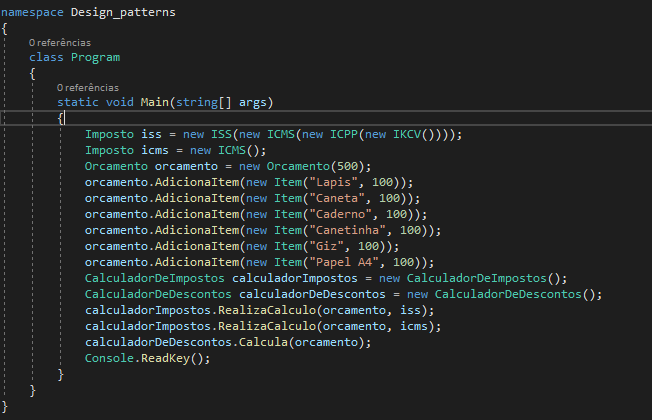 namespace Design_patterns
{
0 referências
class Program
{
0 referências
static void Main(string[] args)
{
Imposto iss = new ISS(new ICMS(new ICPP(new IKCV())));
Imposto icms = new ICMS();
Orcamento orcamento = new Orcamento(500);
orcamento.AdicionaItem(new Item("Lapis", 100));
orcamento.AdicionaItem(new Item("Caneta", 100));
orcamento.AdicionaItem(new Item("Caderno", 100));
orcamento.AdicionaItem(new Item("Canetinha", 100));
orcamento.AdicionaItem(new Item("Giz", 100));
orcamento.AdicionaItem(new Item("Papel A4", 100));
CalculadorDeImpostos calculadorImpostos = new CalculadorDeImpostos();
CalculadorDeDescontos calculadorDeDescontos = new CalculadorDeDescontos();
calculadorImpostos.RealizaCalculo(orcamento, iss);
calculadorImpostos.RealizaCalculo(orcamento, icms);
calculadorDeDescontos.Calcula(orcamento);
Console.ReadKey();
}
}
}